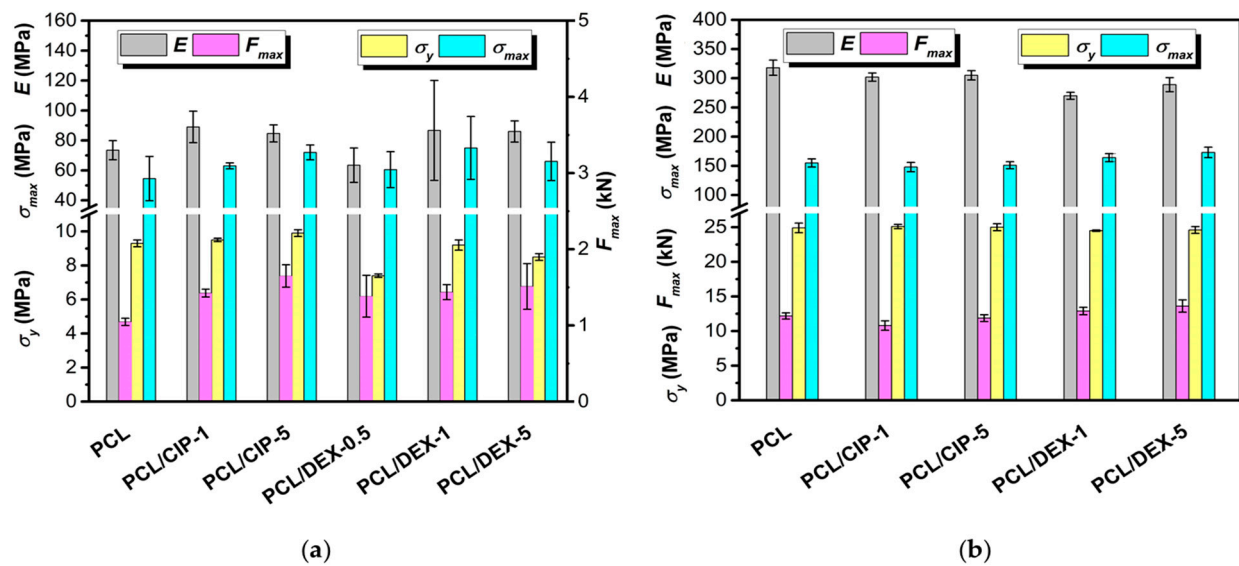 160
140
120
100
80
60
40
10
8
6
4
2
0
E (MPa)
σmax (MPa)
σy (MPa)
E
Fmax
σy
σmax
5
4
3
2
1
0
Fmax (kN)
PCL
PCL/CIP-1
PCL/CIP-5
PCL/DEX-0.5
PCL/DEX-1
PCL/DEX-5
(a)
400
350
300
250
200
150
100
25
20
15
10
5
0
E (MPa)
σmax (MPa)
Fmax (kN)
σy (MPa)
E
Fmax
σy
σmax
PCL
PCL/CIP-1
PCL/CIP-5
PCL/DEX-1
PCL/DEX-5
(b)